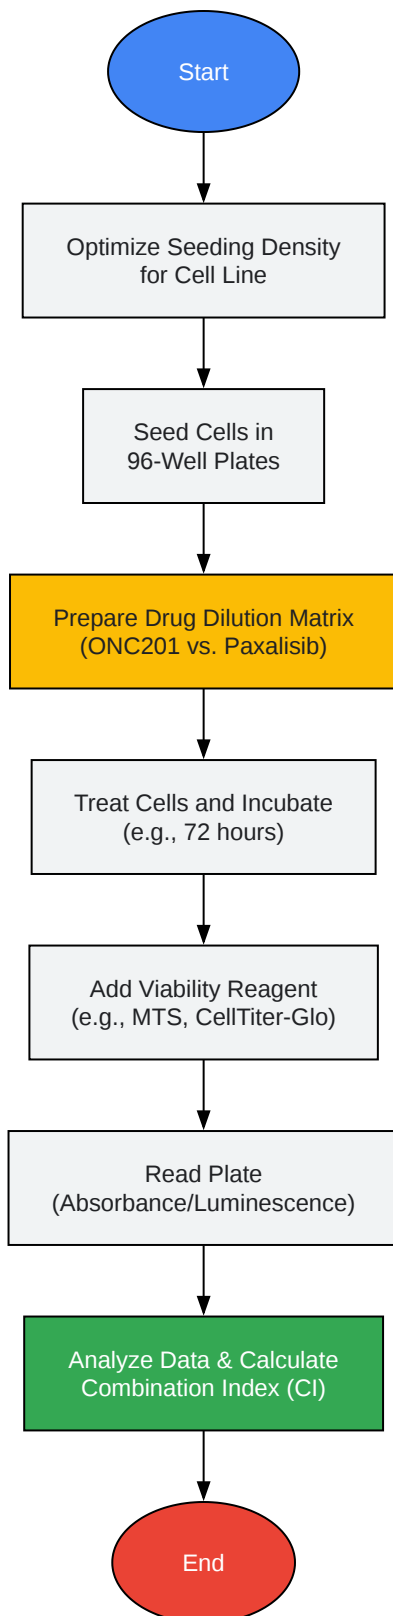 Start
Optimize Seeding Density
for Cell Line
Seed Cells in
96-Well Plates
Prepare Drug Dilution Matrix
(ONC201 vs. Paxalisib)
Treat Cells and Incubate
(e.g., 72 hours)
Add Viability Reagent
(e.g., MTS, CellTiter-Glo)
Read Plate
(Absorbance/Luminescence)
Analyze Data & Calculate
Combination Index (CI)
End